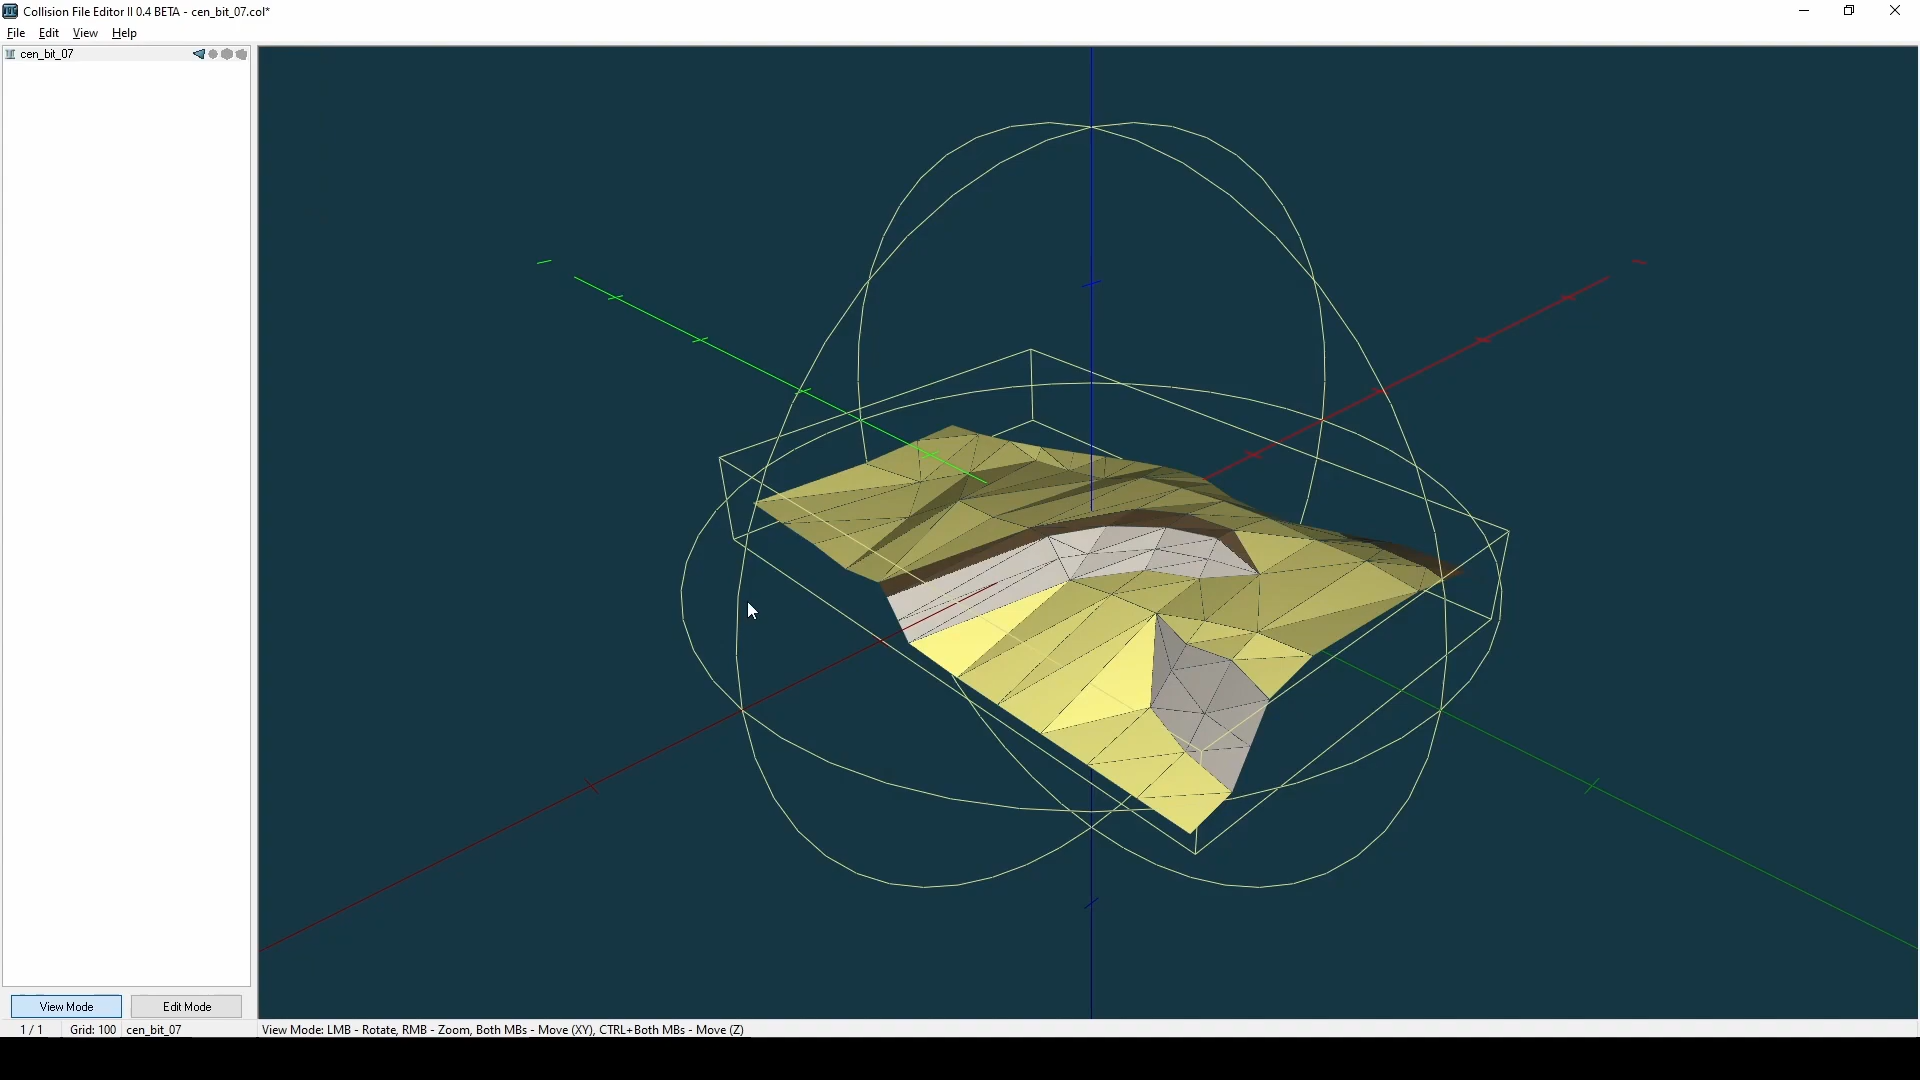 Collision File Editor II 0.4 BETA - cen_bit_07.col*
File Edit View Help
cen_bit_07
View Mode Edit Mode
1 / 1 Grid: 100 cen_bit_07 View Mode: LMB - Rotate, RMB - Zoom, Both MBs - Move (XY), CTRL+Both MBs - Move (Z)